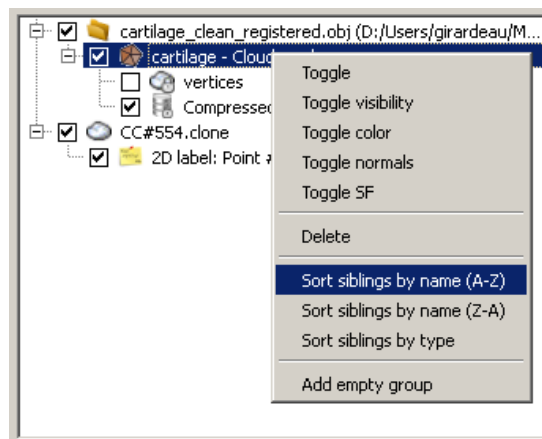 cartilage_clean_registered.obj (D:/Users/girardeau/M...
cartilage - Cloud
vertices
Compressed
CC#554.clone
2D label: Point #
Toggle
Toggle visibility
Toggle color
Toggle normals
Toggle SF
Delete
Sort siblings by name (A-Z)
Sort siblings by name (Z-A)
Sort siblings by type
Add empty group